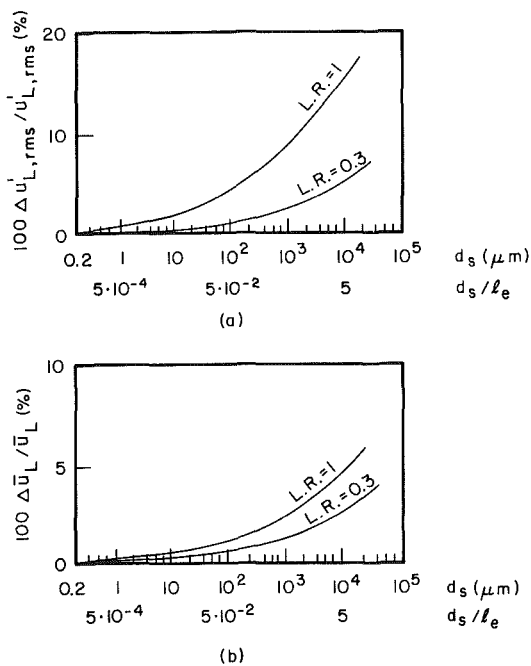 100 Δu'L,rms /u'L,rms (%)
20
10
0
L.R.=1
L.R.=0.3
0.2 1 10 10² 10³ 10⁴ 10⁵ dₛ (μm)
5·10⁻⁴ 5·10⁻² 5 dₛ/ℓₑ
(a)
100 ΔūL/ūL (%)
10
5
0
L.R.=1
L.R.=0.3
0.2 1 10 10² 10³ 10⁴ 10⁵ dₛ (μm)
5·10⁻⁴ 5·10⁻² 5 dₛ/ℓₑ
(b)